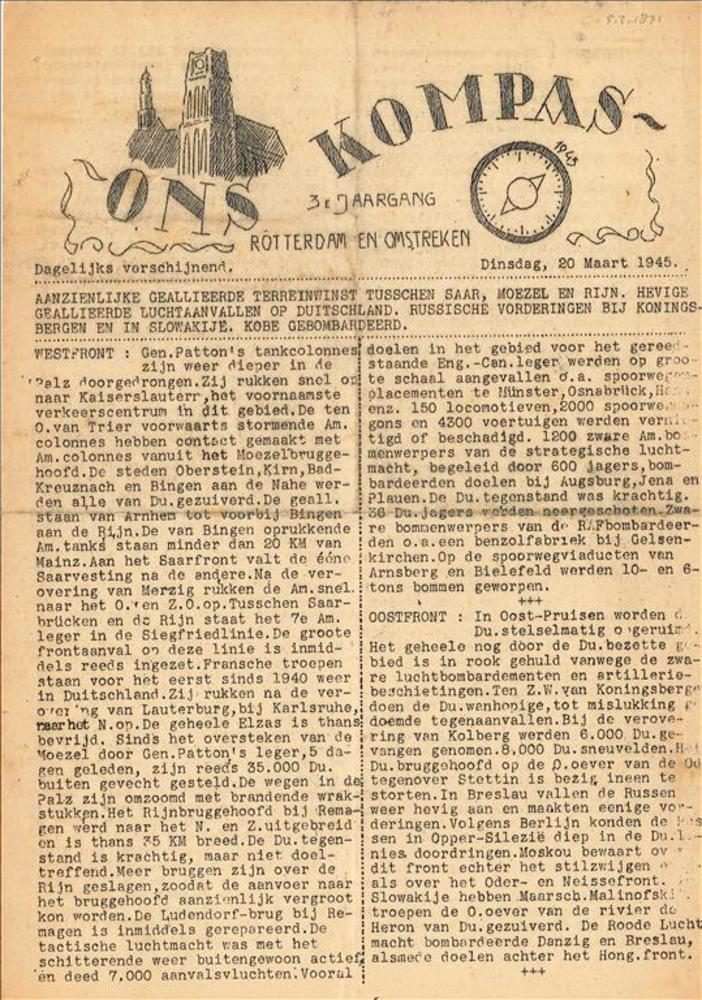 5.3.1871
ONS KOMPAS
1945
3E JAARGANG
ROTTERDAM EN OMSTREKEN
Dagelijks verschijnend.
Dinsdag, 20 Maart 1945.
AANZIENLIJKE GEALLIEERDE TERREINWINST TUSSCHEN SAAR, MOEZEL EN RIJN. HEVIGE
GEALLIEERDE LUCHTAANVALLEN OP DUITSCHLAND. RUSSISCHE VORDERINGEN BIJ KONINGS-
BERGEN EN IN SLOWAKIJE. KOBE GEBOMBARDEERD.
WESTFRONT : Gen.Patton's tankcolonnes
zijn weer dieper in de
Palz doorgedrongen.Zij rukken snel op
naar Kaiserslauterr,het voornaamste
verkeerscentrum in dit gebied.De ten
O.van Trier voorwaarts stormende Am.
colonnes hebben contact gemaakt met
Am.colonnes vanuit het Moezelbrugge-
hoofd.De steden Oberstein,Kirn,Bad-
Kreuznach en Bingen aan de Nahe wer-
den alle van Du.gezuiverd.De geall.
staan van Arnhem tot voorbij Bingen
aan de Rijn.De van Bingen oprukkende
Am.tanks staan minder dan 20 KM van
Mainz.Aan het Saarfront valt de ééne
Saarvesting na de andere.Na de ver-
overing van Merzig rukken de Am.snel
naar het O.en Z.O.op.Tusschen Saar-
brücken en de Rijn staat het 7e Am.
leger in de Siegfriedlinie.De groote
frontaanval op deze linie is inmid-
dels reeds ingezet.Fransche troepen
staan voor het eerst sinds 1940 weer
in Duitschland.Zij rukken na de ver-
overing van Lauterburg,bij Karlsruhe,
naar het N.op.De geheele Elzas is thans
bevrijd. Sinds het oversteken van de
Moezel door Gen.Patton's leger,5 da-
gen geleden, zijn reeds 35.000 Du.
buiten gevecht gesteld.De wegen in de
Palz zijn omzoomd met brandende wrak-
stukken.Het Rijnbruggehoofd bij Rema-
gen werd naar het N. en Z.uitgebreid
en is thans 35 KM breed.De Du.tegen-
stand is krachtig, maar niet doel-
treffend.Meer bruggen zijn over de
Rijn geslagen,zoodat de aanvoer naar
het bruggehoofd aanzienlijk vergroot
kon worden.De Ludendorf-brug bij Re-
magen is inmiddels gerepareerd.De
tactische luchtmacht was met het
schitterende weer buitengewoon actief
en deed 7.000 aanvalsvluchten.Vooral
doelen in het gebied voor het gereed-
staande Eng.-Can.leger werden op groo-
te schaal aangevallen o.a. spoorweg-
placementen te Münster,Osnabrück,
enz. 150 locomotieven,2000 spoorwe
gons en 4300 voertuigen werden vernie-
tigd of beschadigd. 1200 zware Am.bom-
menwerpers van de strategische lucht-
macht, begeleid door 600 jagers,bom-
bardeerden doelen bij Augsburg,Jena en
Plauen.De Du.tegenstand was krachtig.
36 Du.jagers werden neergeschoten.Zwa-
re bommenwerpers van de RAFbombardeer-
den o.a.een benzolfabriek bij Gelsen-
kirchen.Op de spoorwegviaducten van
Arnsberg en Bielefeld werden 10- en 6-
tons bommen geworpen.
+++
OOSTFRONT : In Oost-Pruisen worden d
Du.stelselmatig opgeruimd.
Het geheele nog door de Du.bezette ge-
bied is in rook gehuld vanwege de zwa-
re luchtbombardementen en artillerie-
beschietingen.Ten Z.W.van Koningsberge
doen de Du.wanhopige,tot mislukking
doemde tegenaanvallen.Bij de verove-
ring van Kolberg werden 6.000 Du.ge-
vangen genomen.8.000 Du.sneuvelden.H
Du.bruggehoofd op de O.oever van de Od
tegenover Stettin is bezig ineen te
storten.In Breslau vallen de Russen
weer hevig aan en maakten eenige vor-
deringen.Volgens Berlijn konden de Rus
sen in Opper-Silezië diep in de Du.l.-
nies doordringen.Moskou bewaart ov
dit front echter het stilzwijgen
als over het Oder- en Neissefront.
Slowakije hebben Maarsch.Malinofski.
troepen de O.oever van de rivier de
Heron van Du.gezuiverd. De Roode Lucht
macht bombardeerde Danzig en Breslau,
alsmede doelen achter het Hong.front.
+++